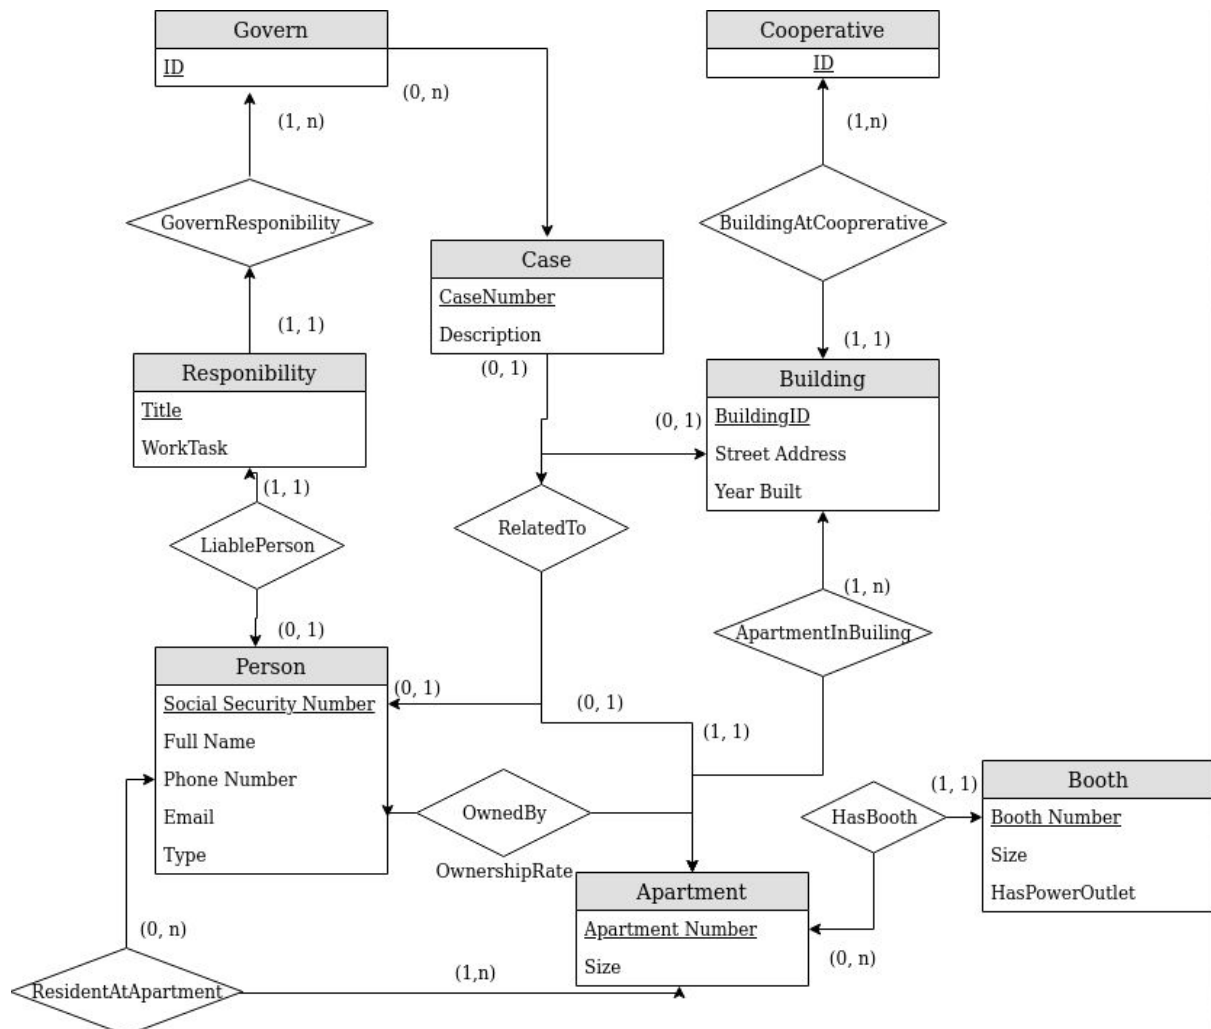 Govern
ID
Cooperative
ID
(0, n)
(1, n)
(1,n)
GovernResponibility
BuildingAtCooprerative
Case
CaseNumber
Description
(1, 1)
(1, 1)
(0, 1)
Responibility
Title
WorkTask
Building
BuildingID
Street Address
Year Built
(0, 1)
(1, 1)
RelatedTo
LiablePerson
(1, n)
ApartmentInBuiling
(0, 1)
Person
Social Security Number
Full Name
Phone Number
Email
Type
(0, 1)
(0, 1)
(1, 1)
OwnedBy
OwnershipRate
HasBooth
(1, 1)
Booth
Booth Number
Size
HasPowerOutlet
Apartment
Apartment Number
Size
(0, n)
(0, n)
(1,n)
ResidentAtApartment